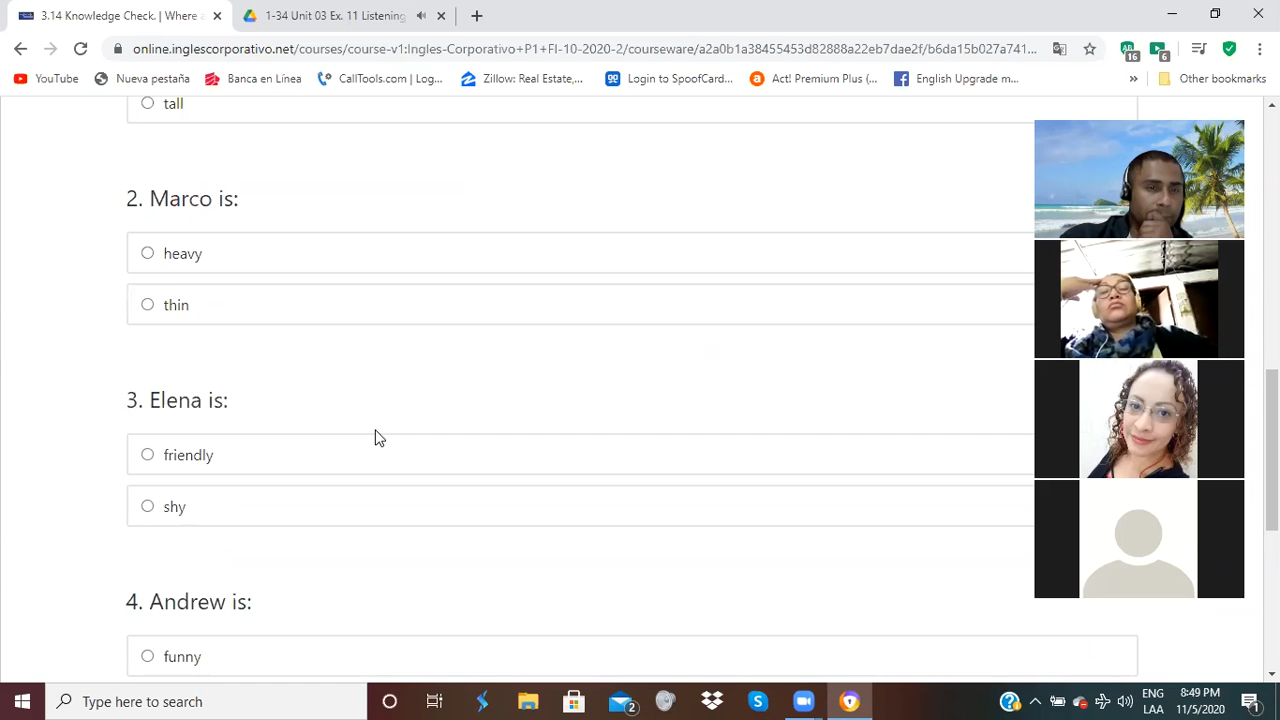 3.14 Knowledge Check. | Where a
1-34 Unit 03 Ex. 11 Listening
online.inglescorporativo.net/courses/course-v1:Ingles-Corporativo+P1+FI-10-2020-2/courseware/a2a0b1a38455453d82888a22eb7dae2f/b6da15b027a741...
16
6
YouTube
Nueva pestaña
Banca en Línea
CallTools.com | Log...
Zillow: Real Estate,...
Login to SpoofCard...
Act! Premium Plus (...
English Upgrade m...
Other bookmarks
tall
2. Marco is:
heavy
thin
3. Elena is:
friendly
shy
4. Andrew is:
funny
Type here to search
2
ENG
LAA
8:49 PM
11/5/2020
1